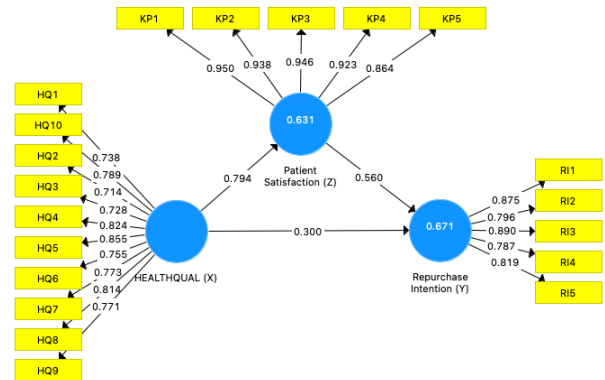 KP1
KP2
KP3
KP4
KP5
0.950
0.938
0.946
0.923
0.864
HQ1
HQ10
HQ2
HQ3
HQ4
HQ5
HQ6
HQ7
HQ8
HQ9
0.738
0.789
0.714
0.728
0.824
0.855
0.755
0.773
0.814
0.771
0.631
Patient
Satisfaction (Z)
0.794
0.560
HEALTHQUAL (X)
0.300
0.671
Repurchase
Intention (Y)
0.875
0.796
0.890
0.787
0.819
RI1
RI2
RI3
RI4
RI5